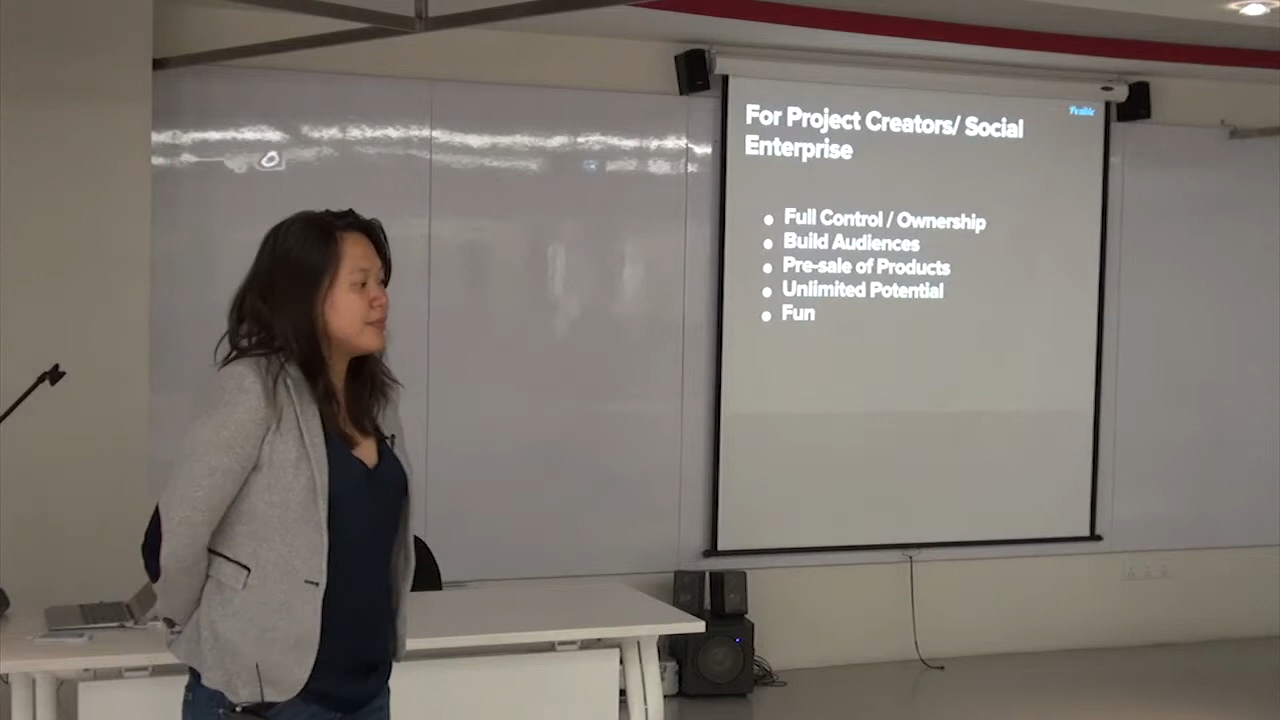 For Project Creators/ Social
Enterprise
Full Control / Ownership
Build Audiences
Pre-sale of Products
Unlimited Potential
Fun